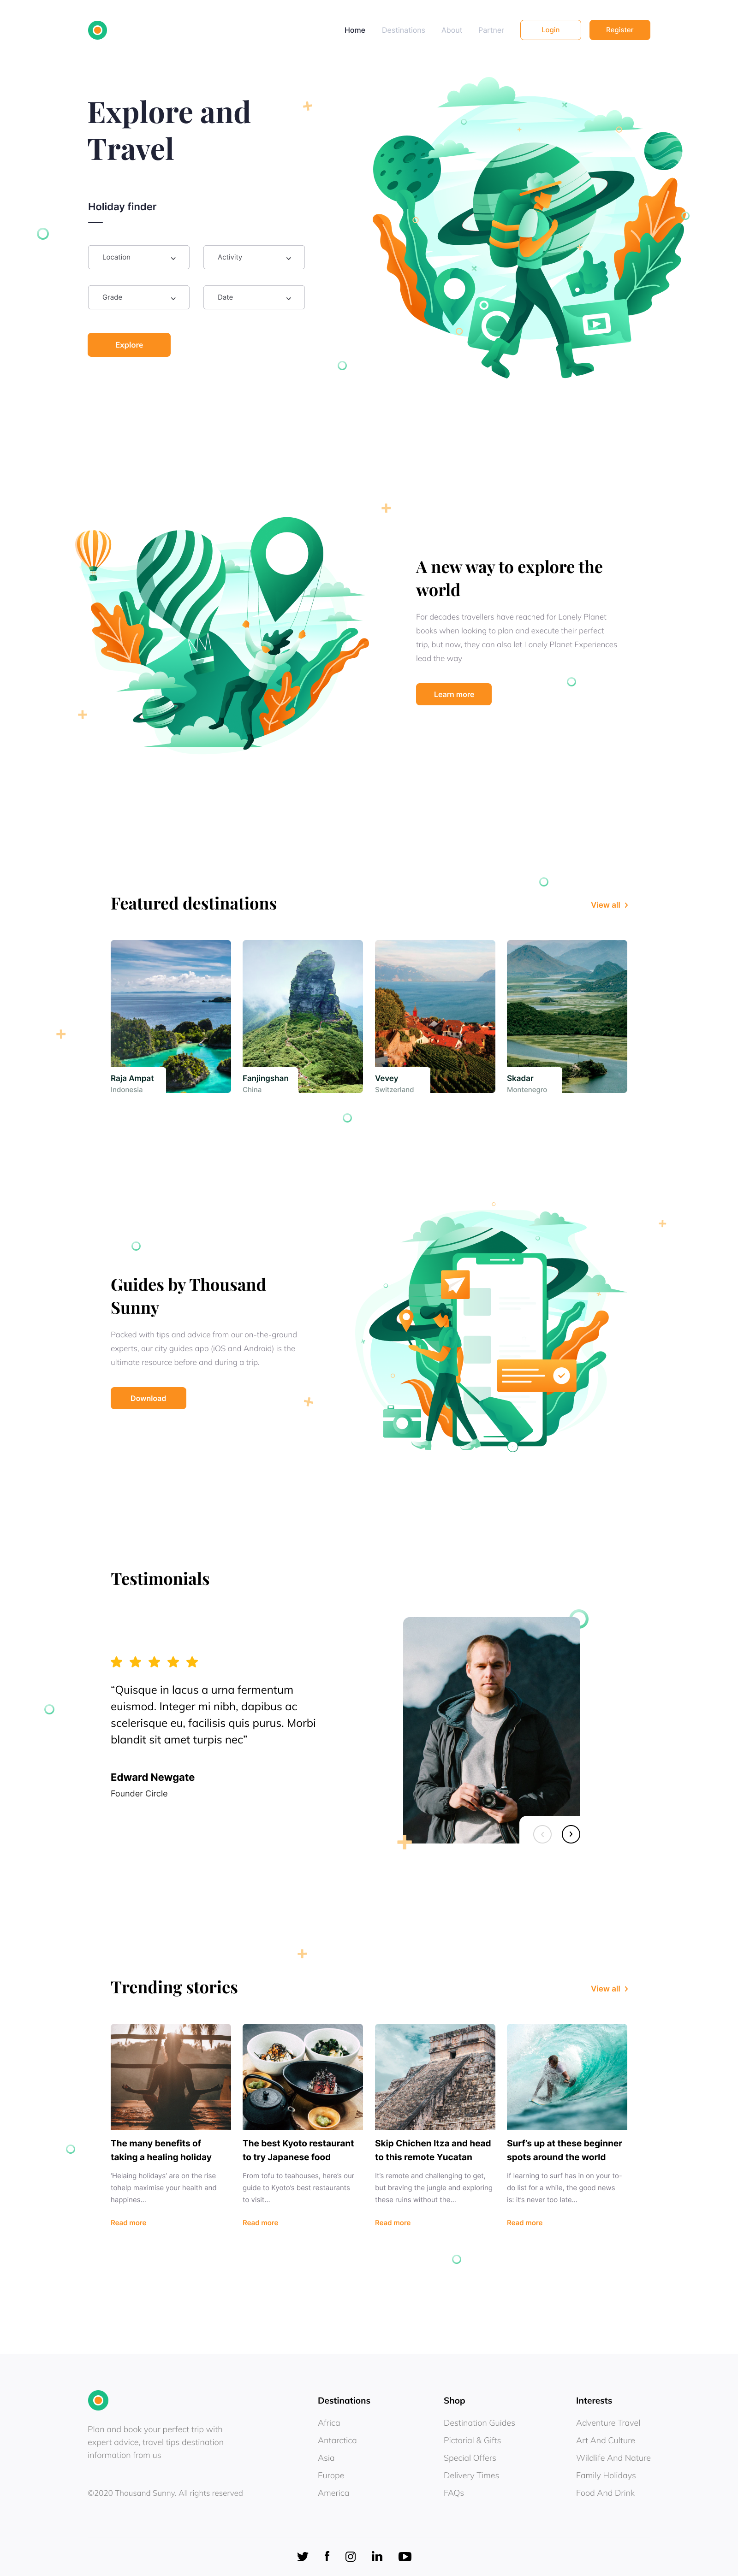 Home Destinations About Partner Login Register
Explore and
Travel
Holiday finder
Location Activity
Grade Date
Explore
A new way to explore the
world
For decades travellers have reached for Lonely Planet
books when looking to plan and execute their perfect
trip, but now, they can also let Lonely Planet Experiences
lead the way
Learn more
Featured destinations
View all
Raja Ampat
Indonesia
Fanjingshan
China
Vevey
Switzerland
Skadar
Montenegro
Guides by Thousand
Sunny
Packed with tips and advice from our on-the-ground
experts, our city guides app (iOS and Android) is the
ultimate resource before and during a trip.
Download
Testimonials
“Quisque in lacus a urna fermentum
euismod. Integer mi nibh, dapibus ac
scelerisque eu, facilisis quis purus. Morbi
blandit sit amet turpis nec”
Edward Newgate
Founder Circle
Trending stories
View all
The many benefits of
taking a healing holiday
‘Helaing holidays’ are on the rise
tohelp maximise your health and
happines...
Read more
The best Kyoto restaurant
to try Japanese food
From tofu to teahouses, here’s our
guide to Kyoto’s best restaurants
to visit...
Read more
Skip Chichen Itza and head
to this remote Yucatan
It’s remote and challenging to get,
but braving the jungle and exploring
these ruins without the...
Read more
Surf’s up at these beginner
spots around the world
If learning to surf has in on your to-
do list for a while, the good news
is: it’s never too late...
Read more
Plan and book your perfect trip with
expert advice, travel tips destination
information from us
©2020 Thousand Sunny. All rights reserved
Destinations
Africa
Antarctica
Asia
Europe
America
Shop
Destination Guides
Pictorial & Gifts
Special Offers
Delivery Times
FAQs
Interests
Adventure Travel
Art And Culture
Wildlife And Nature
Family Holidays
Food And Drink